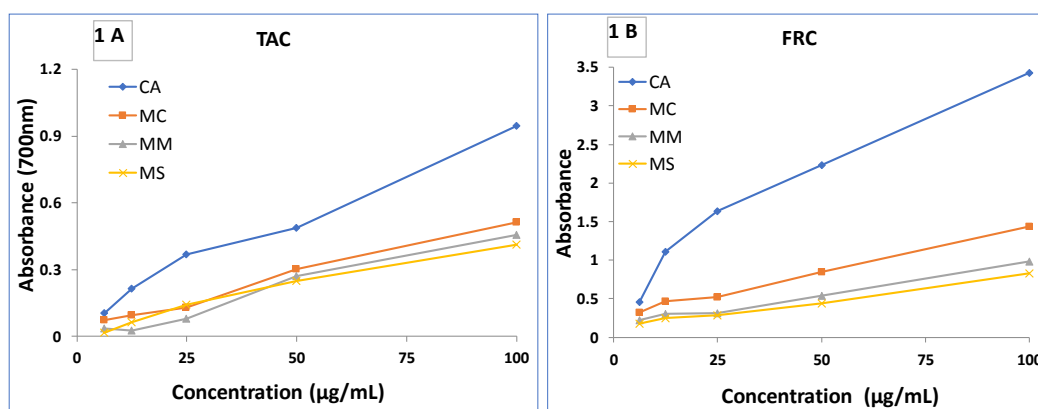 1 A
TAC
1.2
0.9
0.6
0.3
0
Absorbance (700nm)
CA
MC
MM
MS
0 25 50 75 100
Concentration (µg/mL)
1 B
FRC
3.5
3
2.5
2
1.5
1
0.5
0
Absorbance
CA
MC
MM
MS
0 25 50 75 100
Concentration (µg/mL)